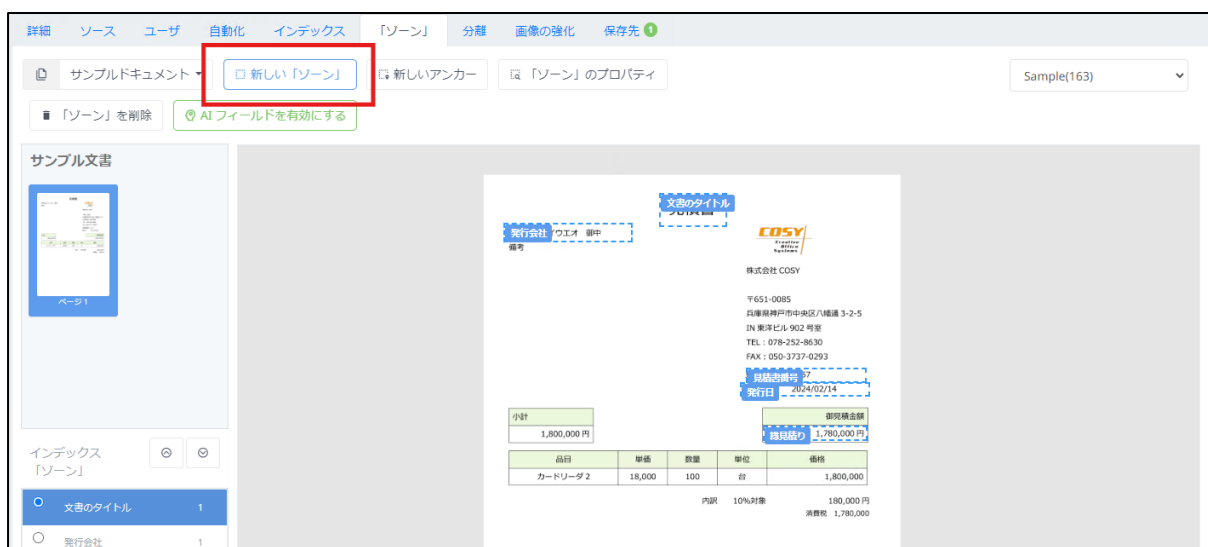 詳細 ソース ユーザ 自動化 インデックス 「ゾーン」 分離 画像の強化 保存先 1
サンプルドキュメント 新しい「ゾーン」 新しいアンカー 「ゾーン」のプロパティ Sample(163)
「ゾーン」を削除 AI フィールドを有効にする
サンプル文書
ページ 1
インデックス
「ゾーン」
文書のタイトル 1
発行会社 1
文書のタイトル
発行会社 ウエオ 御中
備考
COSY
Creative
Office
Systems
株式会社 COSY
〒651-0085
兵庫県神戸市中央区八幡通 3-2-5
IN 東洋ビル 902 号室
TEL : 078-252-8630
FAX : 050-3737-0293
見積書番号 67
発行日 2024/02/14
小計 御見積金額
1,800,000 円 総見積り 1,780,000 円
品目 単価 数量 単位 価格
カードリーダ 2 18,000 100 台 1,800,000
内訳 10%対象 180,000 円
消費税 1,780,000